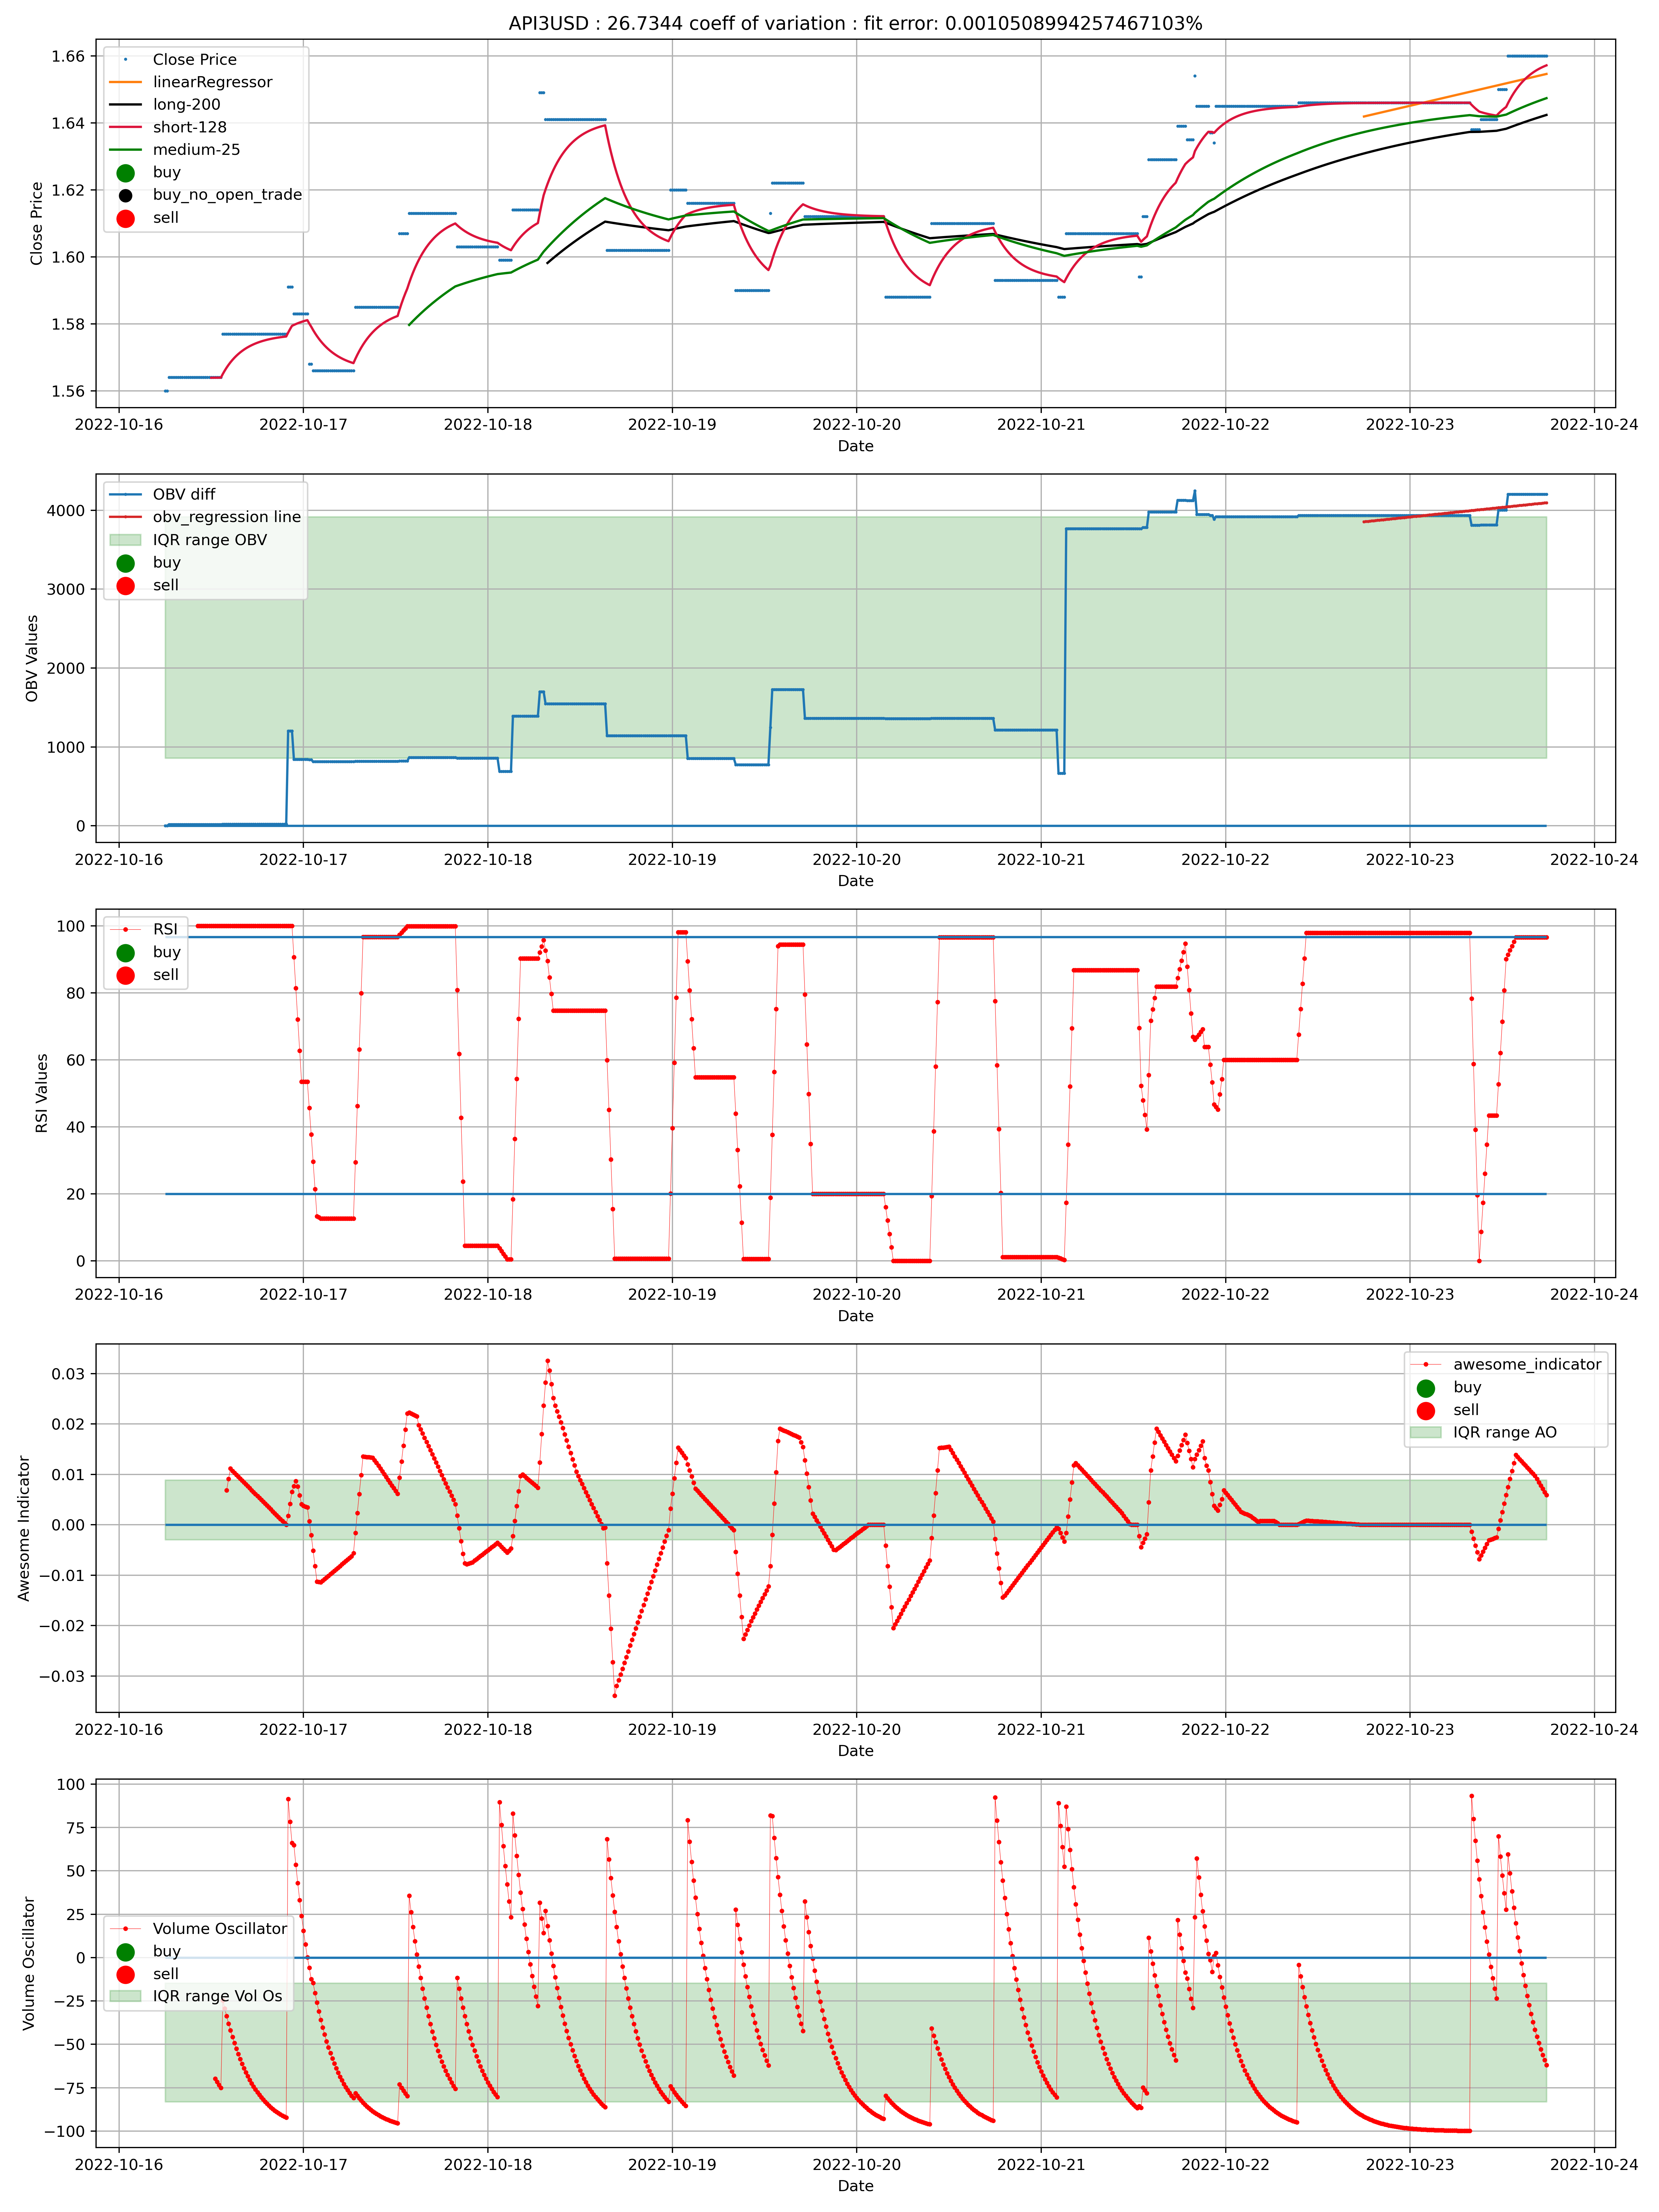 API3USD : 26.7344 coeff of variation : fit error: 0.0010508994257467103%
Close Price
linearRegressor
long-200
short-128
medium-25
buy
buy_no_open_trade
sell
Close Price
1.66
1.64
1.62
1.60
1.58
1.56
2022-10-16 2022-10-17 2022-10-18 2022-10-19 2022-10-20 2022-10-21 2022-10-22 2022-10-23 2022-10-24
Date
OBV diff
obv_regression line
IQR range OBV
buy
sell
OBV Values
4000
3000
2000
1000
0
2022-10-16 2022-10-17 2022-10-18 2022-10-19 2022-10-20 2022-10-21 2022-10-22 2022-10-23 2022-10-24
Date
RSI
buy
sell
RSI Values
100
80
60
40
20
0
2022-10-16 2022-10-17 2022-10-18 2022-10-19 2022-10-20 2022-10-21 2022-10-22 2022-10-23 2022-10-24
Date
awesome_indicator
buy
sell
IQR range AO
Awesome Indicator
0.03
0.02
0.01
0.00
−0.01
−0.02
−0.03
2022-10-16 2022-10-17 2022-10-18 2022-10-19 2022-10-20 2022-10-21 2022-10-22 2022-10-23 2022-10-24
Date
Volume Oscillator
buy
sell
IQR range Vol Os
Volume Oscillator
100
75
50
25
0
−25
−50
−75
−100
2022-10-16 2022-10-17 2022-10-18 2022-10-19 2022-10-20 2022-10-21 2022-10-22 2022-10-23 2022-10-24
Date